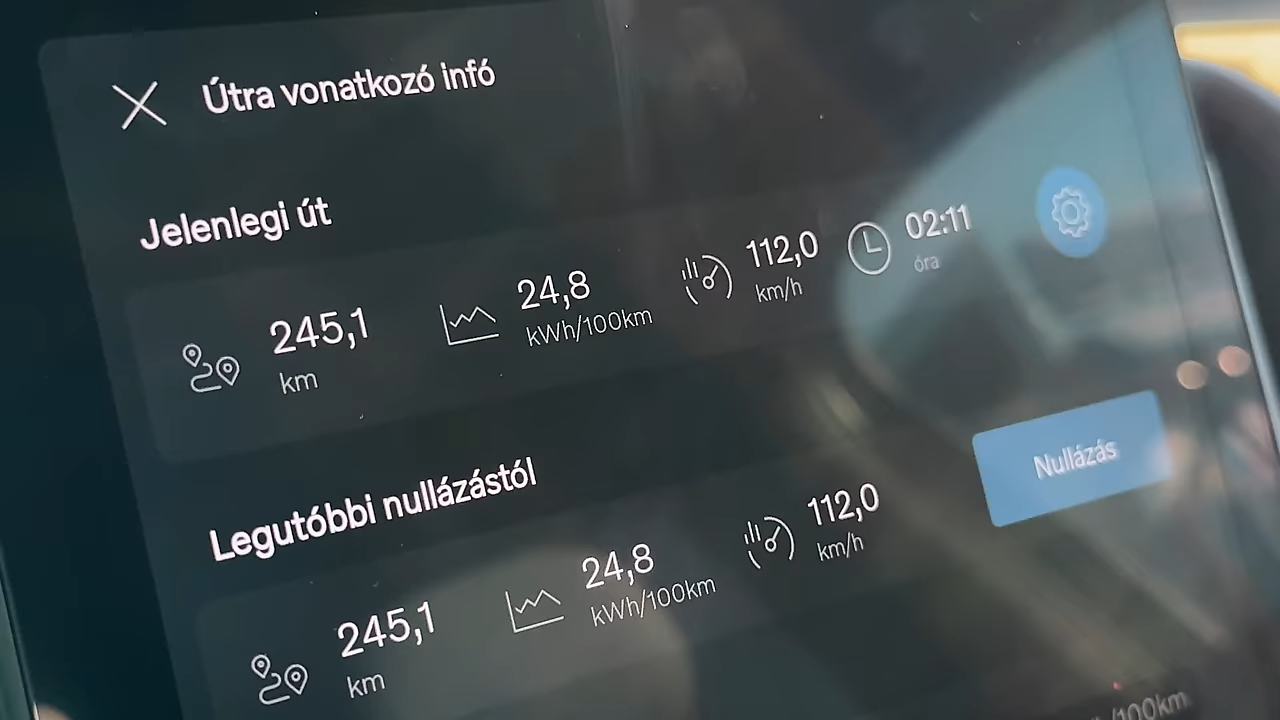 Útra vonatkozó infó
Jelenlegi út
245,1
km
24,8
kWh/100km
112,0
km/h
02:11
óra
Legutóbbi nullázástól
Nullázás
245,1
km
24,8
kWh/100km
112,0
km/h
/100km